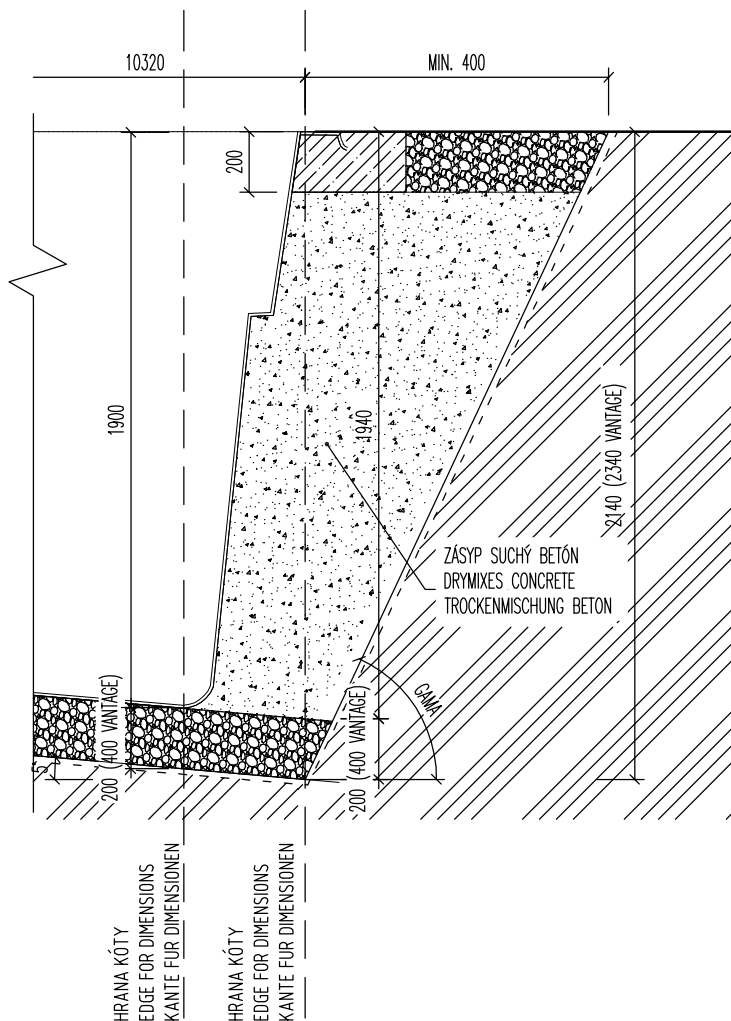 10320
MIN. 400
200
1900
1940
2140 (2340 VANTAGE)
ZÁSYP SUCHÝ BETÓN
DRYMIXES CONCRETE
TROCKENMISCHUNG BETON
GAMA
200 (400 VANTAGE)
200 (400 VANTAGE)
5°
HRANA KÓTY
EDGE FOR DIMENSIONS
KANTE FUR DIMENSIONEN
HRANA KÓTY
EDGE FOR DIMENSIONS
KANTE FUR DIMENSIONEN